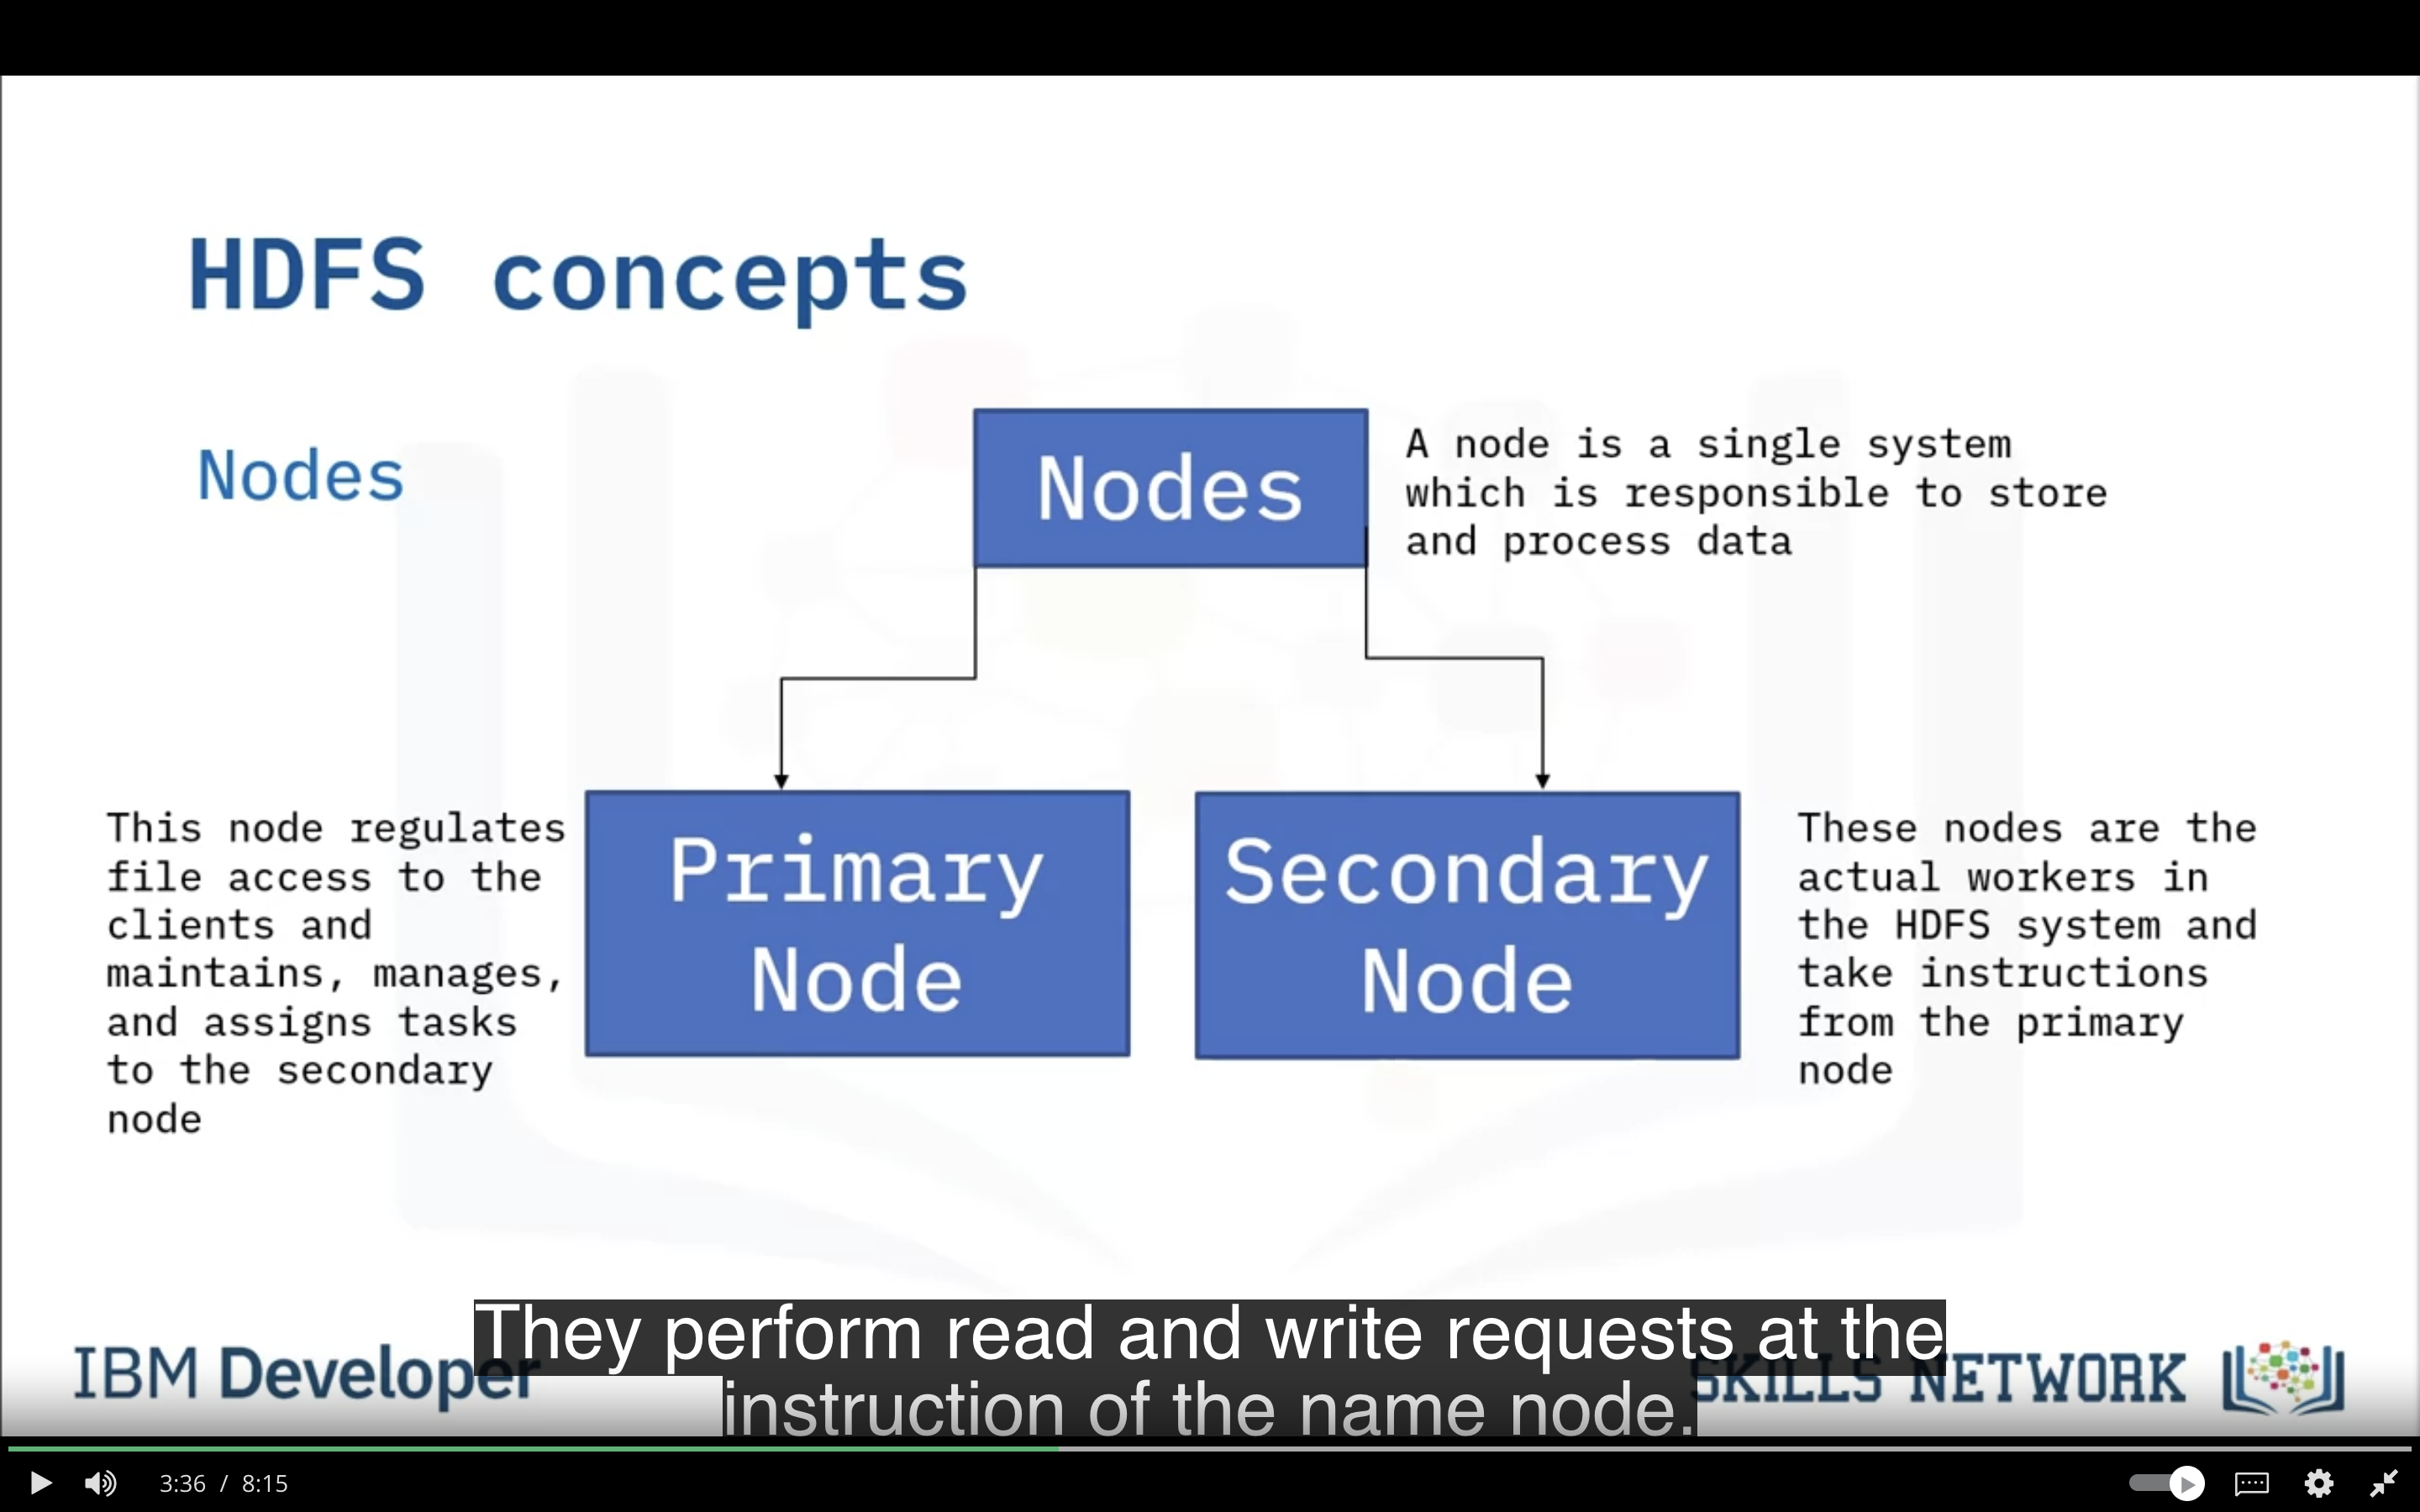 HDFS concepts
Nodes
Nodes
A node is a single system
which is responsible to store
and process data
This node regulates
file access to the
clients and
maintains, manages,
and assigns tasks
to the secondary
node
Primary
Node
Secondary
Node
These nodes are the
actual workers in
the HDFS system and
take instructions
from the primary
node
They perform read and write requests at the
instruction of the name node.
IBM Developer
SKILLS NETWORK
3:36 / 8:15